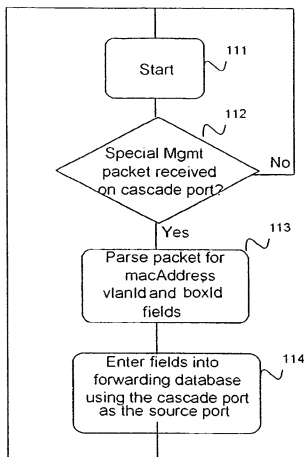 111
Start
112
Special Mgmt
packet received
on cascade port?
No
Yes
113
Parse packet for
macAddress
vlanId and boxId
fields
114
Enter fields into
forwarding database
using the cascade port
as the source port